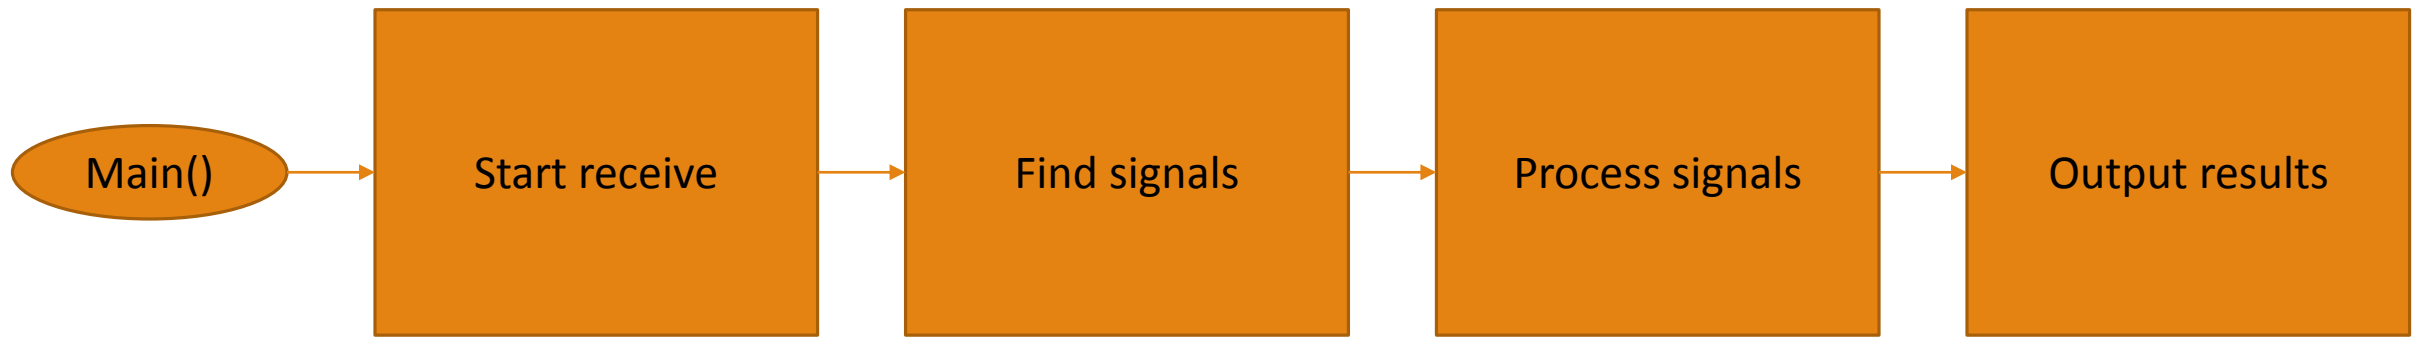 Main()
Start receive
Find signals
Process signals
Output results